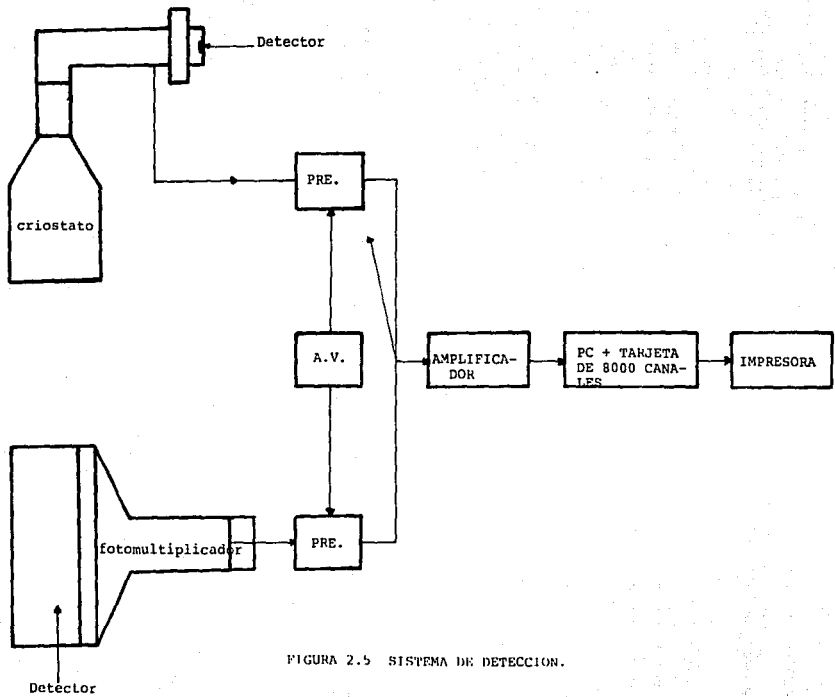 Detector
PRE.
criostato
A.V.
AMPLIFICA-
DOR
PC + TARJETA
DE 8000 CANA-
LES
IMPRESORA
fotomultiplicador
PRE.
FIGURA 2.5 SISTEMA DE DETECCION.
Detector